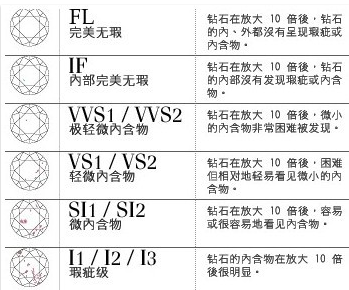 FL
完美无瑕
钻石在放大 10 倍後，钻石
的內、外都沒有呈现瑕疵或
內含物。
IF
內部完美无瑕
钻石在放大 10 倍後，钻石
的內部沒有发现瑕疵或內含
物。
VVS1 / VVS2
极轻微內含物
钻石在放大 10 倍後，微小
的內含物非常困难被发现。
VS1 / VS2
轻微內含物
钻石在放大 10 倍後，困难
但相对地轻易看见微小的內
含物。
SI1 / SI2
微內含物
钻石在放大 10 倍後，容易
或很容易地看见內含物。
I1 / I2 / I3
瑕疵级
钻石的內含物在放大 10 倍
後很明显。